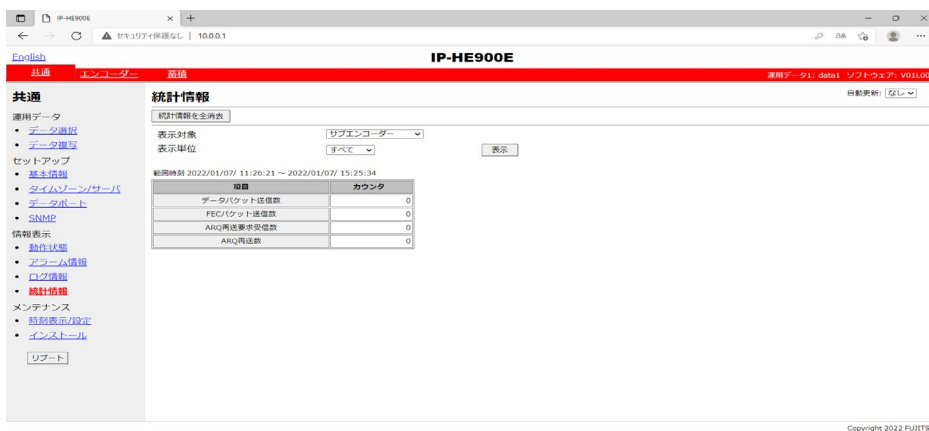 IP-HE900E
セキュリティ保護なし | 10.0.0.1
English
IP-HE900E
共通 エンコーダー 蓄積 運用データ1: data1 ソフトウェア: V01L00
共通
運用データ
データ選択
データ複写
セットアップ
基本情報
タイムゾーン/サーバ
データポート
SNMP
情報表示
動作状態
アラーム情報
ログ情報
統計情報
メンテナンス
時刻表示/設定
インストール
リブート
統計情報 自動更新: なし
統計情報を全消去
表示対象 サブエンコーダー
表示単位 すべて 表示
範囲時刻 2022/01/07/ 11:26:21 ~ 2022/01/07/ 15:25:34
項目 カウンタ
データパケット送信数 0
FECパケット送信数 0
ARQ再送要求受信数 0
ARQ再送数 0
Copyright 2022 FUJITS